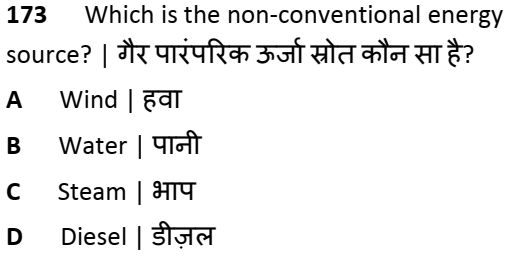 173 Which is the non-conventional energy
source? | गैर पारंपरिक ऊर्जा स्रोत कौन सा है?
A Wind | हवा
B Water | पानी
C Steam | भाप
D Diesel | डीज़ल